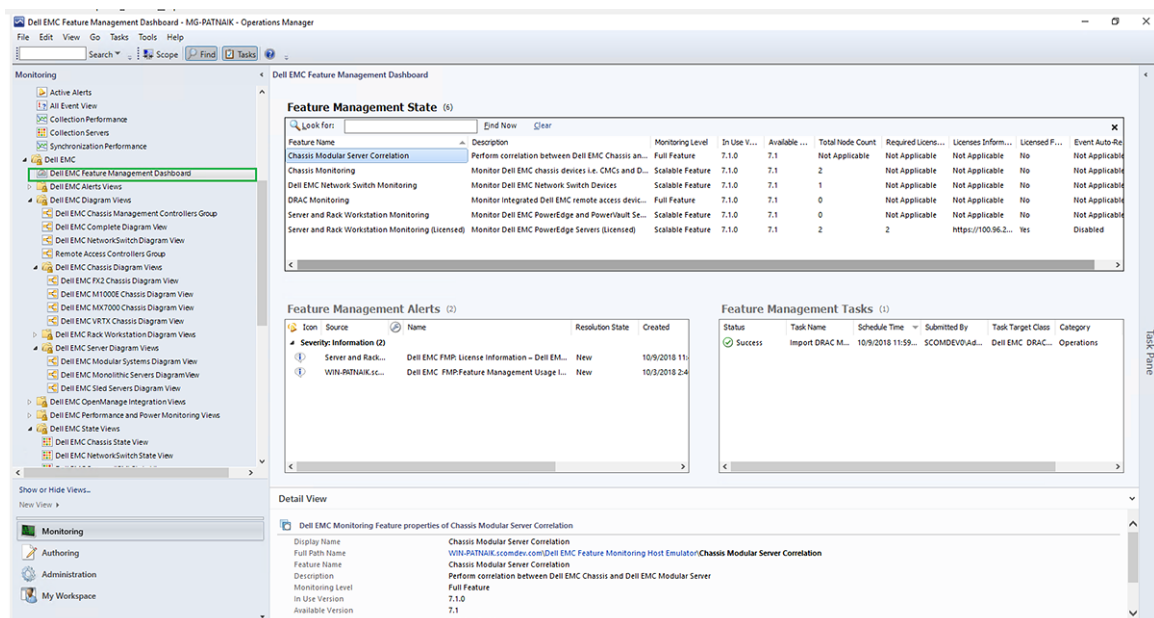 Dell EMC Feature Management Dashboard - MG-PATNAIK - Operations Manager
File Edit View Go Tasks Tools Help
Search Scope Find Tasks
Monitoring
Active Alerts
All Event View
Collection Performance
Collection Servers
Synchronization Performance
Dell EMC
Dell EMC Feature Management Dashboard
Dell EMC Alerts Views
Dell EMC Diagram Views
Dell EMC Chassis Management Controllers Group
Dell EMC Complete Diagram View
Dell EMC NetworkSwitch Diagram View
Remote Access Controllers Group
Dell EMC Chassis Diagram Views
Dell EMC FX2 Chassis Diagram View
Dell EMC M1000E Chassis Diagram View
Dell EMC MX7000 Chassis Diagram View
Dell EMC VRTX Chassis Diagram View
Dell EMC Rack Workstation Diagram Views
Dell EMC Server Diagram Views
Dell EMC Modular Systems Diagram View
Dell EMC Monolithic Servers DiagramView
Dell EMC Sled Servers Diagram View
Dell EMC OpenManage Integration Views
Dell EMC Performance and Power Monitoring Views
Dell EMC State Views
Dell EMC Chassis State View
Dell EMC NetworkSwitch State View
Show or Hide Views...
New View
Monitoring
Authoring
Administration
My Workspace
Dell EMC Feature Management Dashboard
Feature Management State (6)
Look for: Find Now Clear
Feature Name Description Monitoring Level In Use V... Available ... Total Node Count Required Licens... Licenses Inform... Licensed F... Event Auto-Re
Chassis Modular Server Correlation Perform correlation between Dell EMC Chassis an... Full Feature 7.1.0 7.1 Not Applicable Not Applicable Not Applicable No Not Applicable
Chassis Monitoring Monitor Dell EMC chassis devices i.e. CMCs and D... Scalable Feature 7.1.0 7.1 2 Not Applicable Not Applicable No Not Applicable
Dell EMC Network Switch Monitoring Monitor Dell EMC Network Switch Devices Scalable Feature 7.1.0 7.1 1 Not Applicable Not Applicable No Not Applicable
DRAC Monitoring Monitor Integrated Dell EMC remote access devic... Full Feature 7.1.0 7.1 0 Not Applicable Not Applicable No Not Applicable
Server and Rack Workstation Monitoring Monitor Dell EMC PowerEdge and PowerVault Se... Scalable Feature 7.1.0 7.1 0 Not Applicable Not Applicable No Not Applicable
Server and Rack Workstation Monitoring (Licensed) Monitor Dell EMC PowerEdge Servers (Licensed) Scalable Feature 7.1.0 7.1 2 2 https://100.96.2... Yes Disabled
Feature Management Alerts (2)
Icon Source Name Resolution State Created
Severity: Information (2)
Server and Rack... Dell EMC FMP: License Information – Dell EM... New 10/9/2018 11:
WIN-PATNAIK.sc... Dell EMC FMP:Feature Management Usage I... New 10/3/2018 2:4
Feature Management Tasks (1)
Status Task Name Schedule Time Submitted By Task Target Class Category
Success Import DRAC M... 10/9/2018 11:59... SCOMDEV0\Ad... Dell EMC DRAC... Operations
Task Pane
Detail View
Dell EMC Monitoring Feature properties of Chassis Modular Server Correlation
Display Name Chassis Modular Server Correlation
Full Path Name WIN-PATNAIK.scomdev.com\Dell EMC Feature Monitoring Host Emulator\Chassis Modular Server Correlation
Feature Name Chassis Modular Server Correlation
Description Perform correlation between Dell EMC Chassis and Dell EMC Modular Server
Monitoring Level Full Feature
In Use Version 7.1.0
Available Version 7.1